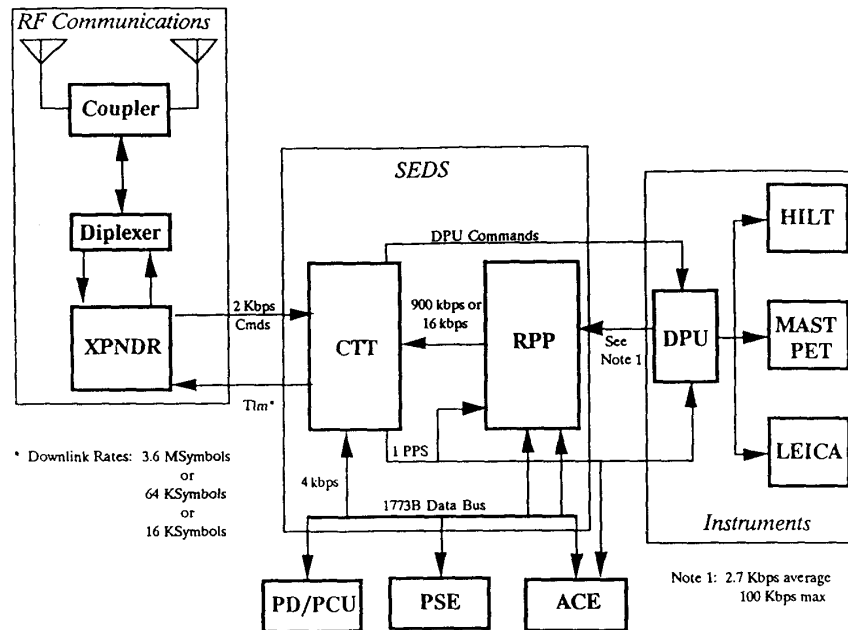 RF Communications
Coupler
Diplexer
XPNDR
2 Kbps
Cmds
Tlm*
* Downlink Rates: 3.6 MSymbols
or
64 KSymbols
or
16 KSymbols
SEDS
DPU Commands
CTT
900 kbps or
16 kbps
RPP
1 PPS
4 kbps
1773B Data Bus
See
Note 1
DPU
HILT
MAST
PET
LEICA
Instruments
PD/PCU
PSE
ACE
Note 1: 2.7 Kbps average
100 Kbps max